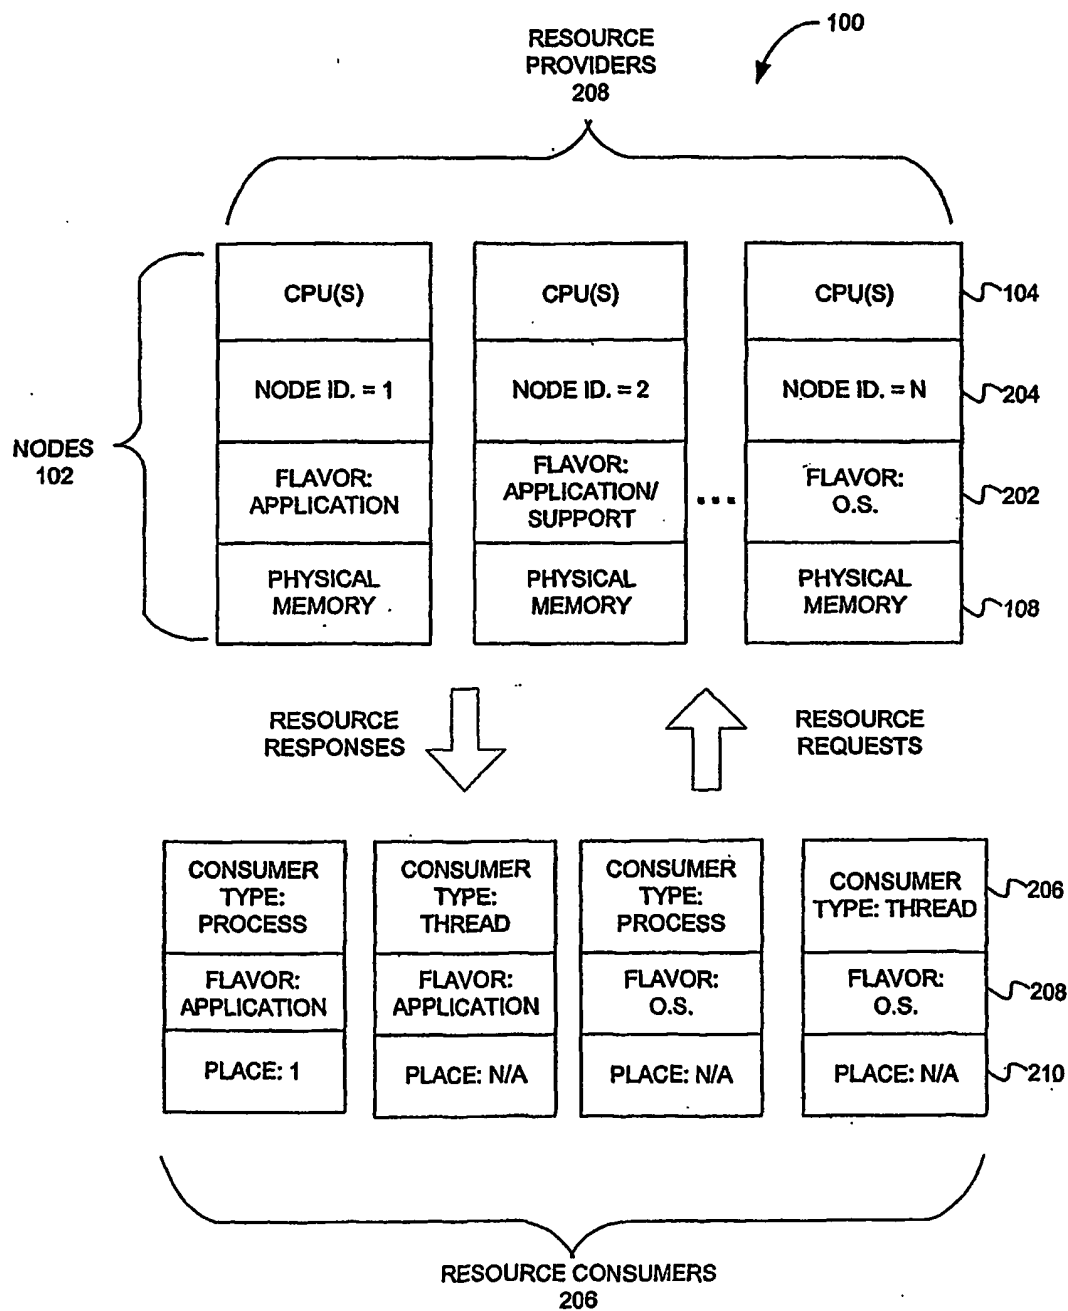 100
RESOURCE
PROVIDERS
208
CPU(S)
CPU(S)
CPU(S)
104
NODE ID. = 1
NODE ID. = 2
NODE ID. = N
204
NODES
102
FLAVOR:
APPLICATION
FLAVOR:
APPLICATION/
SUPPORT
...
FLAVOR:
O.S.
202
PHYSICAL
MEMORY
PHYSICAL
MEMORY
PHYSICAL
MEMORY
108
RESOURCE
RESPONSES
RESOURCE
REQUESTS
CONSUMER
TYPE:
PROCESS
CONSUMER
TYPE:
THREAD
CONSUMER
TYPE:
PROCESS
CONSUMER
TYPE: THREAD
206
FLAVOR:
APPLICATION
FLAVOR:
APPLICATION
FLAVOR:
O.S.
FLAVOR:
O.S.
208
PLACE: 1
PLACE: N/A
PLACE: N/A
PLACE: N/A
210
RESOURCE CONSUMERS
206